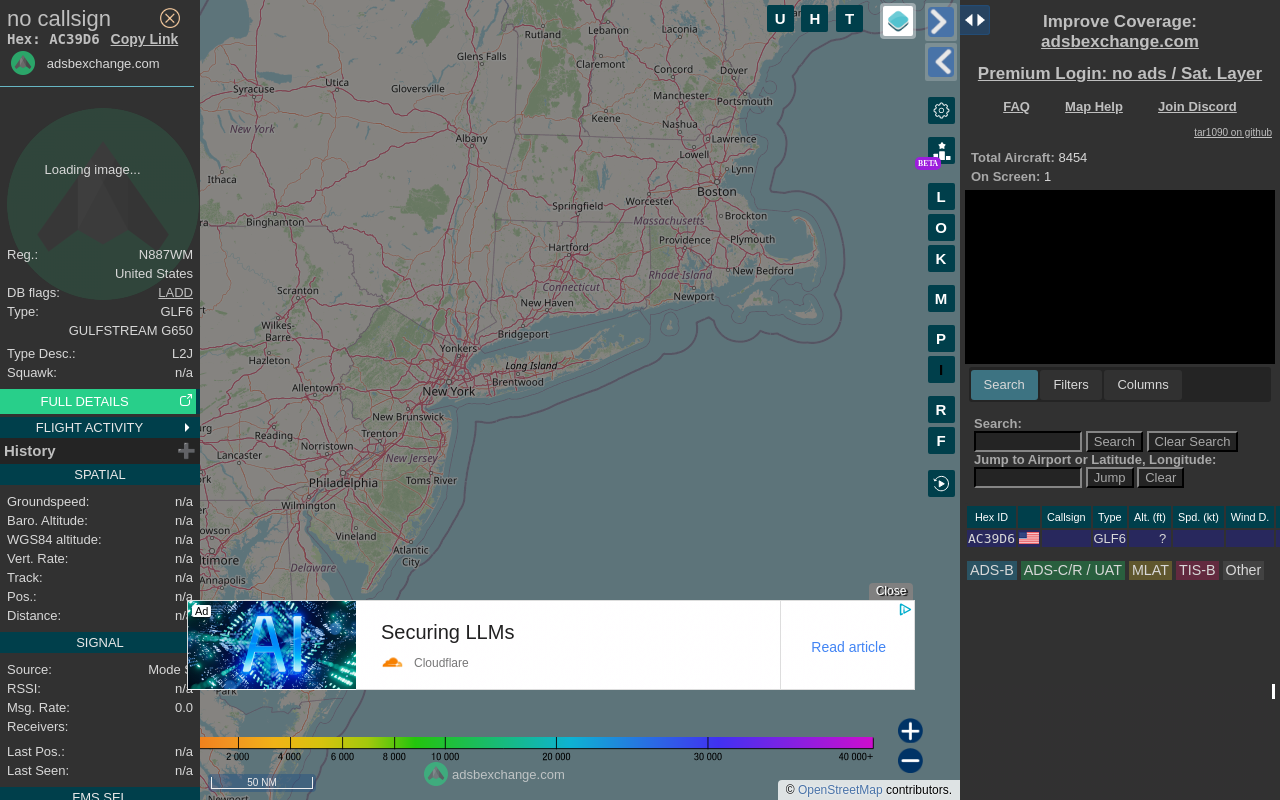 no callsign
Hex: AC39D6 Copy Link
adsbexchange.com
Loading image...
Reg.: N887WM
United States
DB flags: LADD
Type: GLF6
GULFSTREAM G650
Type Desc.: L2J
Squawk: n/a
FULL DETAILS
FLIGHT ACTIVITY
History
SPATIAL
Groundspeed: n/a
Baro. Altitude: n/a
WGS84 altitude: n/a
Vert. Rate: n/a
Track: n/a
Pos.: n/a
Distance: n/a
SIGNAL
Source: Mode S
RSSI: n/a
Msg. Rate: 0.0
Receivers:
Last Pos.: n/a
Last Seen: n/a
FMS SEL
U H T
Rutland
Lebanon
Laconia
Glens Falls
Claremont
Concord
Dover
Utica
Gloversville
Syracuse
Manchester
Portsmouth
Keene
Nashua
New York
Albany
Lawrence
Lowell
Lynn
Ithaca
Worcester
Boston
Springfield
Binghamton
Massachusetts
Brockton
Hartford
Providence
Plymouth
Rhode Island
New Bedford
Connecticut
Scranton
New Haven
Newport
Wilkes-
Barre
Bridgeport
Yonkers
Hazleton
Long Island
Allentown
New York
Brentwood
New Brunswick
Reading
Trenton
Norristown
Lancaster
New Jersey
Philadelphia
Toms River
Wilmington
Vineland
Atlantic
City
Annapolis
Delaware
BETA
L
O
K
M
P
I
R
F
Close
Ad
AI
Securing LLMs
Cloudflare
Read article
2 000 4 000 6 000 8 000 10 000 20 000 30 000 40 000+
50 NM
adsbexchange.com
© OpenStreetMap contributors.
Improve Coverage:
adsbexchange.com
Premium Login: no ads / Sat. Layer
FAQ Map Help Join Discord
tar1090 on github
Total Aircraft: 8454
On Screen: 1
Search Filters Columns
Search:
Search Clear Search
Jump to Airport or Latitude, Longitude:
Jump Clear
Hex ID Callsign Type Alt. (ft) Spd. (kt) Wind D.
AC39D6 GLF6 ?
ADS-B ADS-C/R / UAT MLAT TIS-B Other